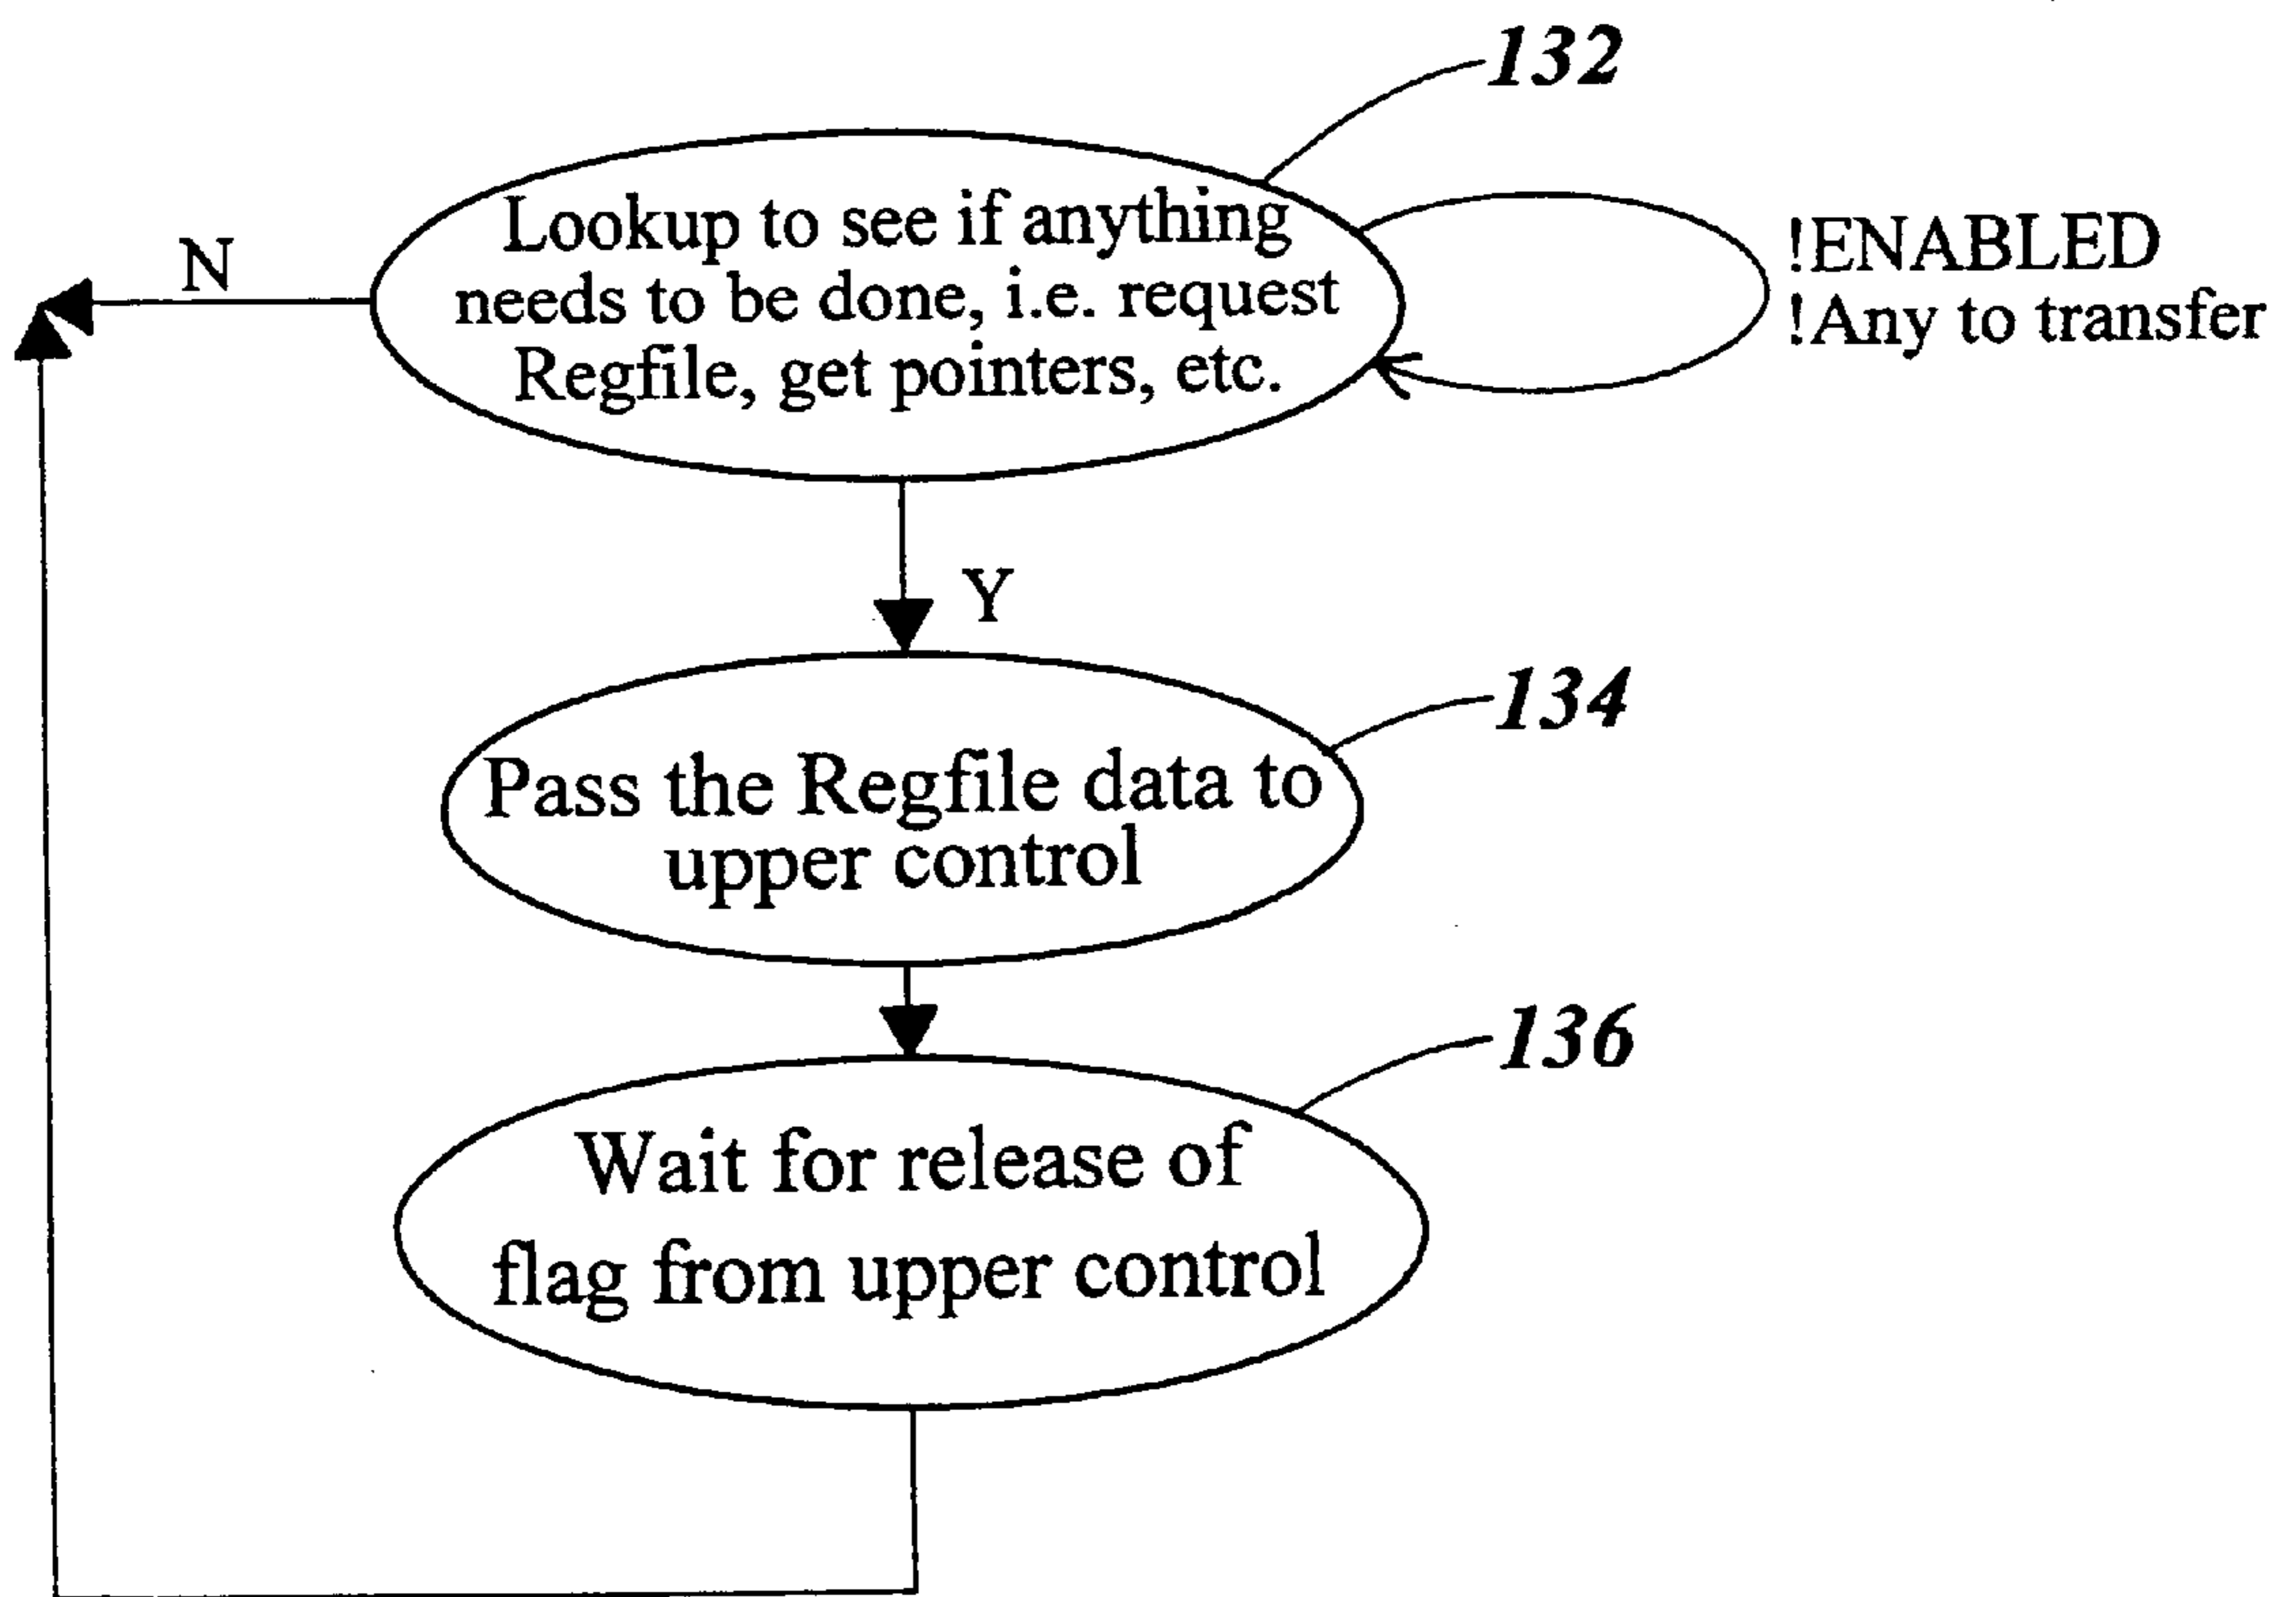 132
Lookup to see if anything
needs to be done, i.e. request
Regfile, get pointers, etc.
!ENABLED
!Any to transfer
N
Y
134
Pass the Regfile data to
upper control
136
Wait for release of
flag from upper control